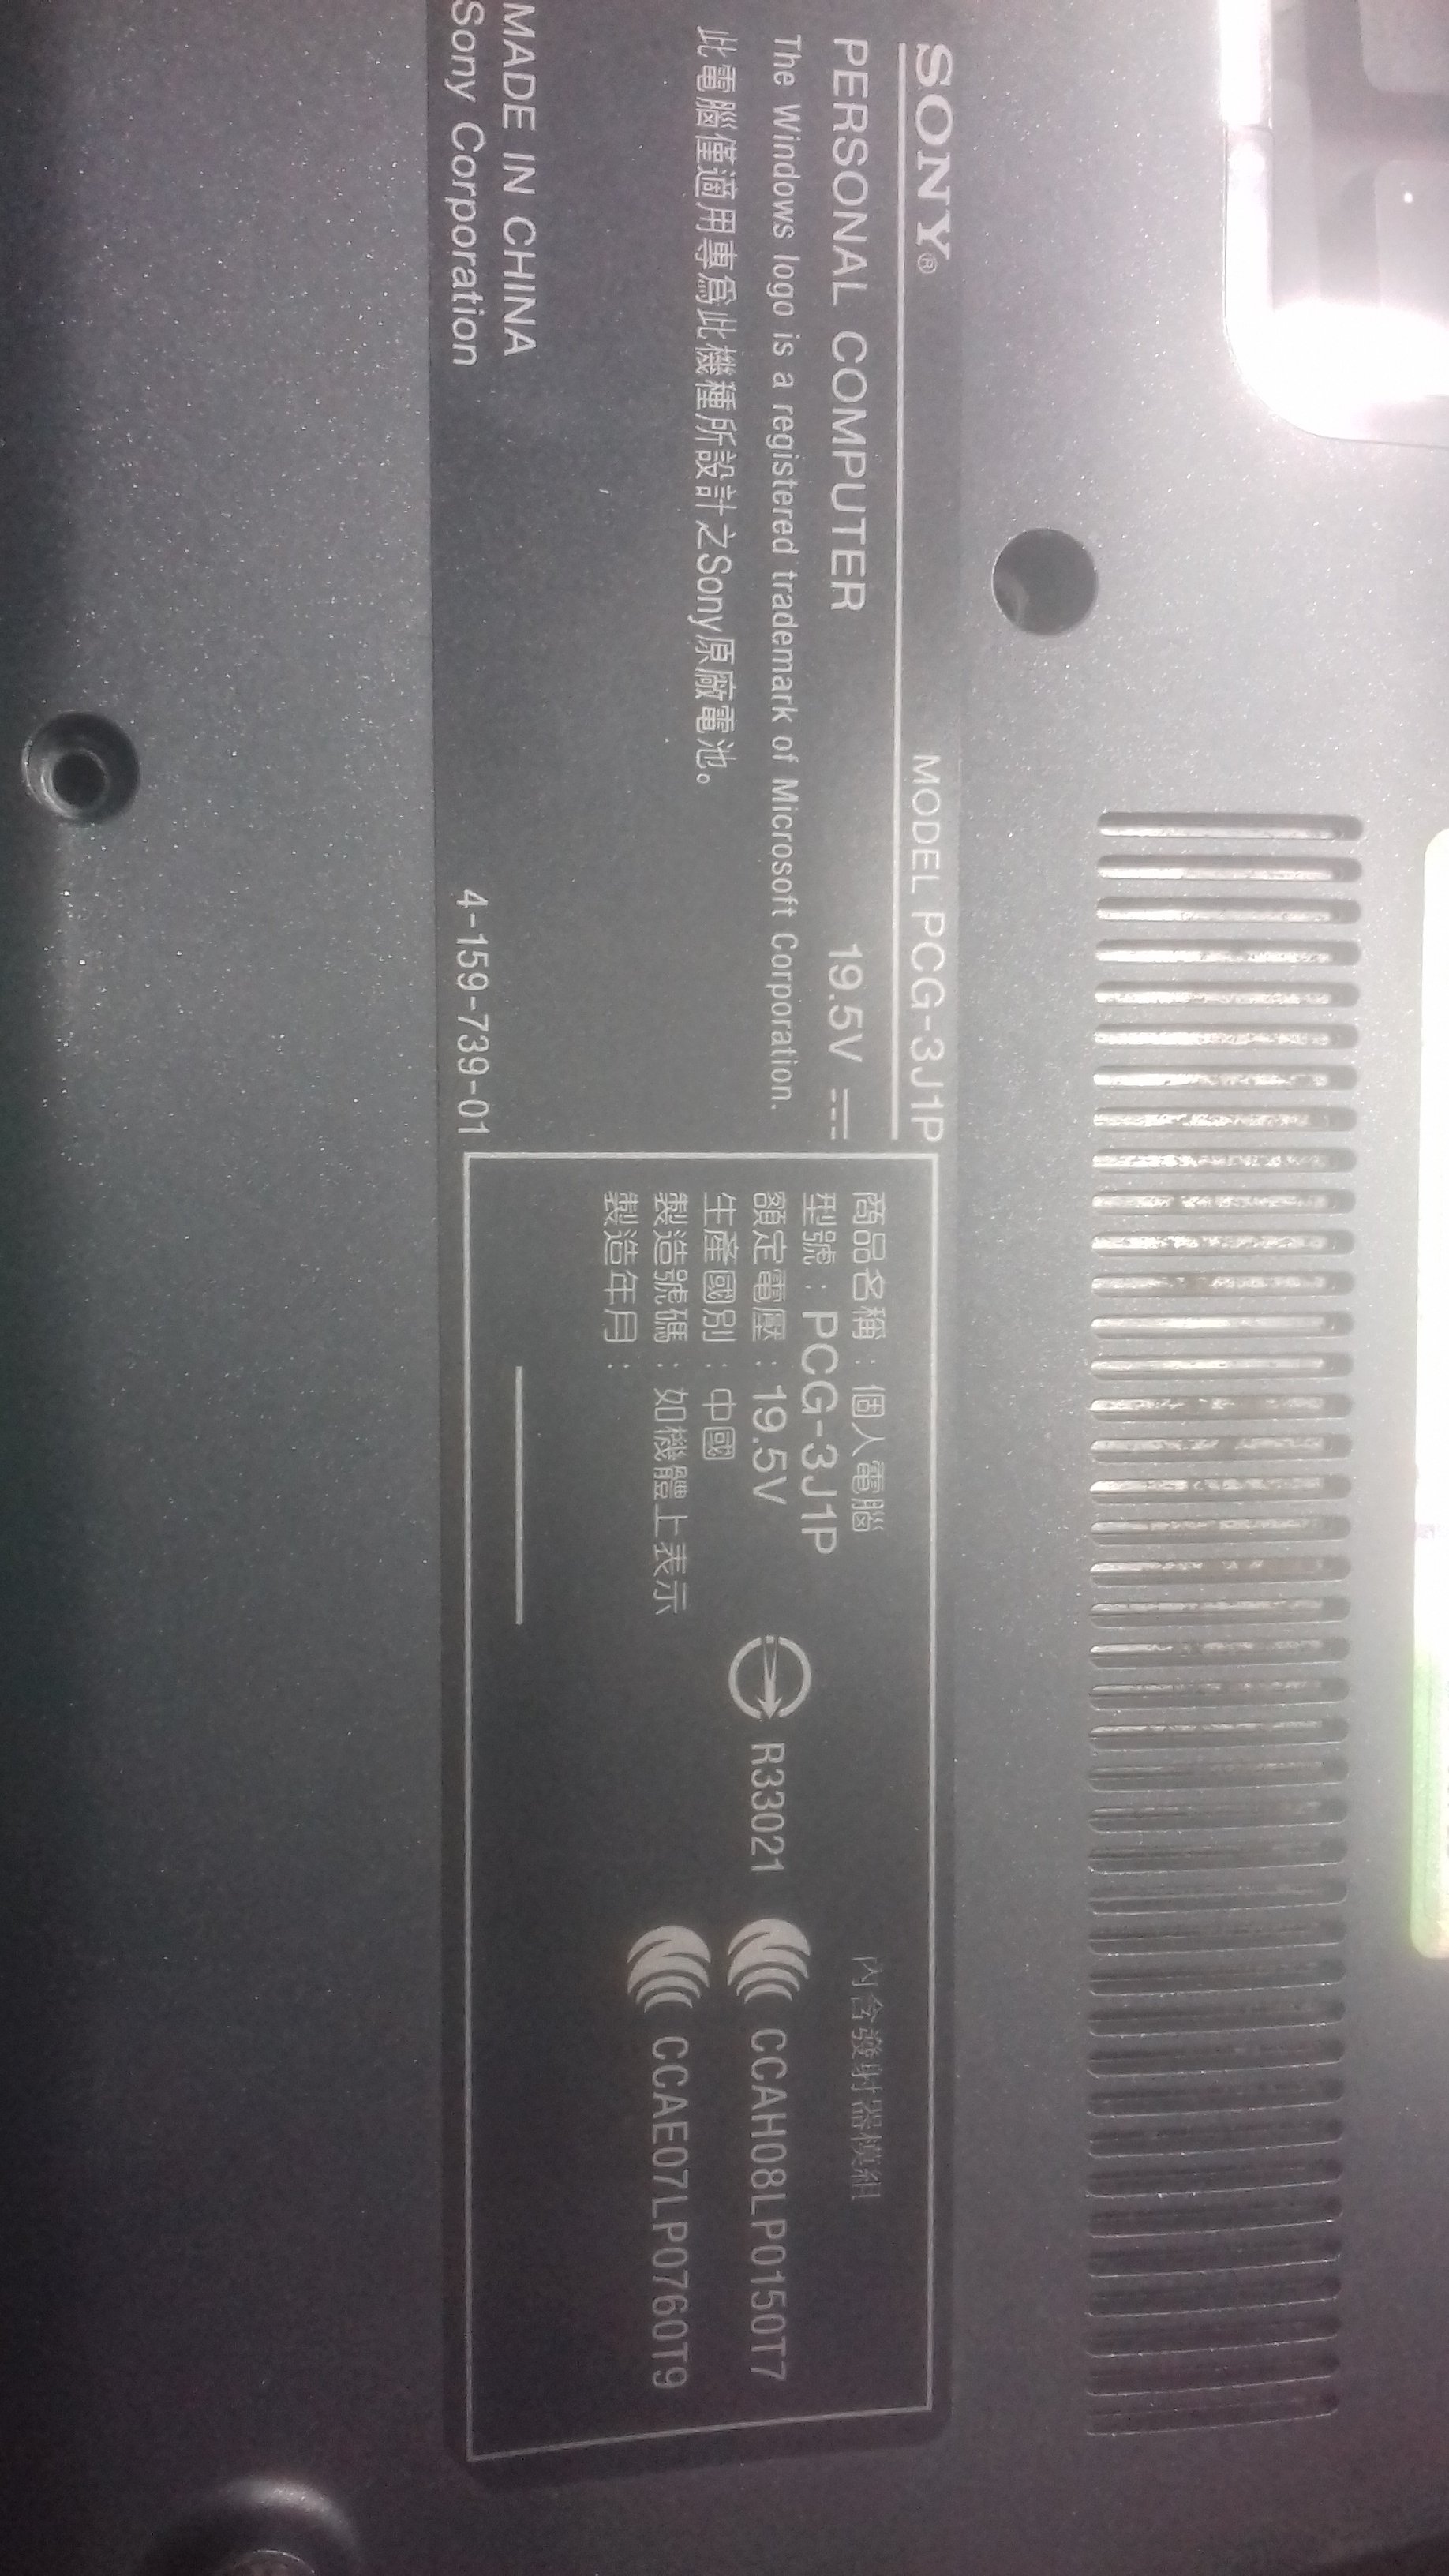 SONY®
MODEL PCG-3J1P
PERSONAL COMPUTER
19.5V
The Windows logo is a registered trademark of Microsoft Corporation.
此電腦僅適用專爲此機種所設計之Sony原廠電池。
MADE IN CHINA
Sony Corporation
4-159-739-01
商品名稱：個人電腦
型號：PCG-3J1P
額定電壓：19.5V
生產國別：中國
製造號碼：如機體上表示
製造年月：
R33021
內含發射器模組
CCAH08LP0150T7
CCAE07LP0760T9